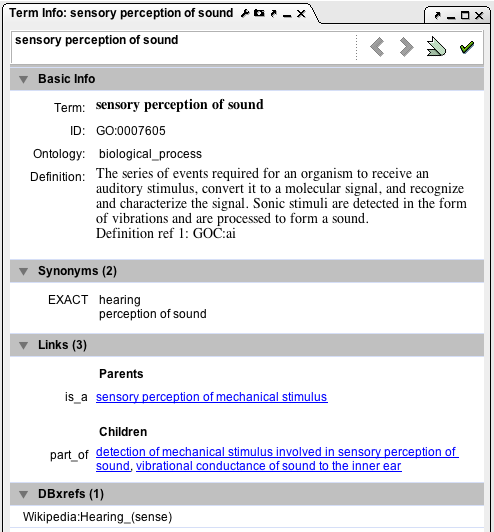 Term Info: sensory perception of sound
sensory perception of sound
Basic Info
Term: sensory perception of sound
ID: GO:0007605
Ontology: biological_process
Definition: The series of events required for an organism to receive an
auditory stimulus, convert it to a molecular signal, and recognize
and characterize the signal. Sonic stimuli are detected in the form
of vibrations and are processed to form a sound.
Definition ref 1: GOC:ai
Synonyms (2)
EXACT hearing
perception of sound
Links (3)
Parents
is_a sensory perception of mechanical stimulus
Children
part_of detection of mechanical stimulus involved in sensory perception of
sound, vibrational conductance of sound to the inner ear
DBxrefs (1)
Wikipedia:Hearing_(sense)